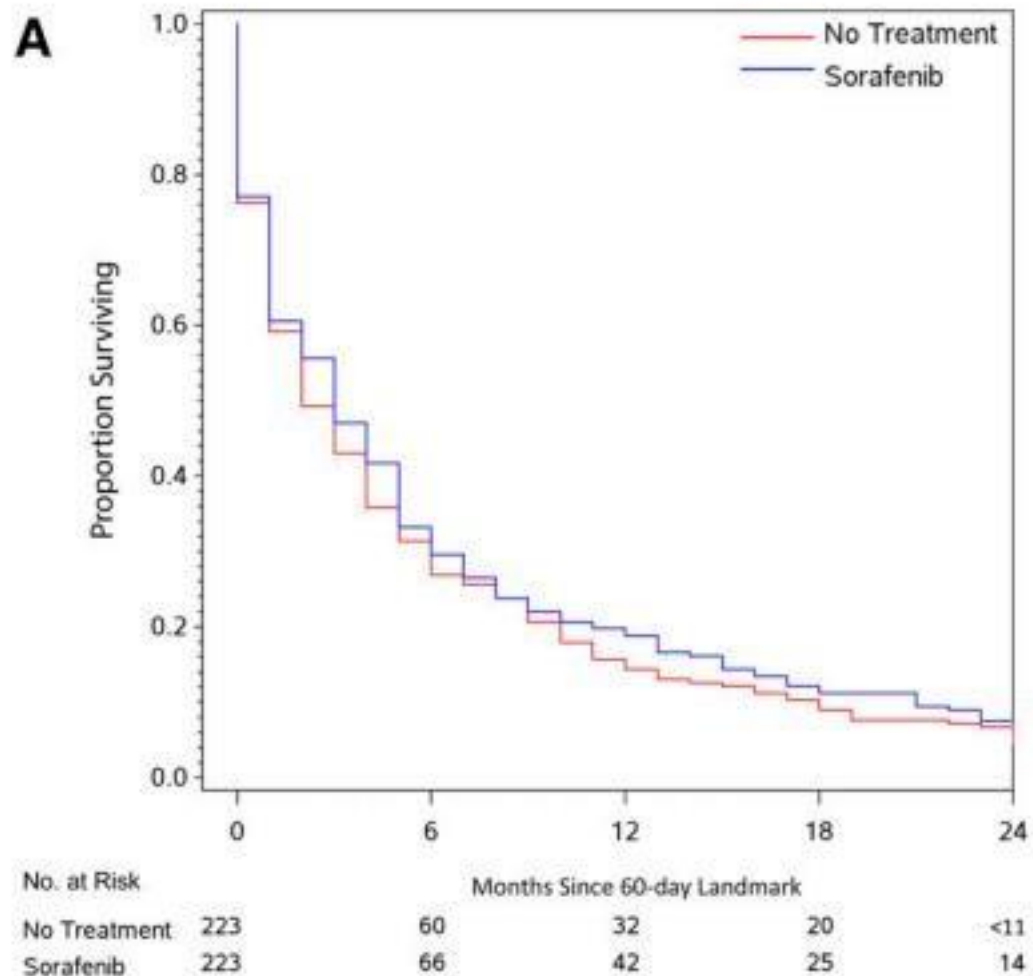 A
No Treatment
Sorafenib
1.0
0.8
0.6
0.4
0.2
0.0
Proportion Surviving
0 6 12 18 24
Months Since 60-day Landmark
No. at Risk
No Treatment 223 60 32 20 <11
Sorafenib 223 66 42 25 14